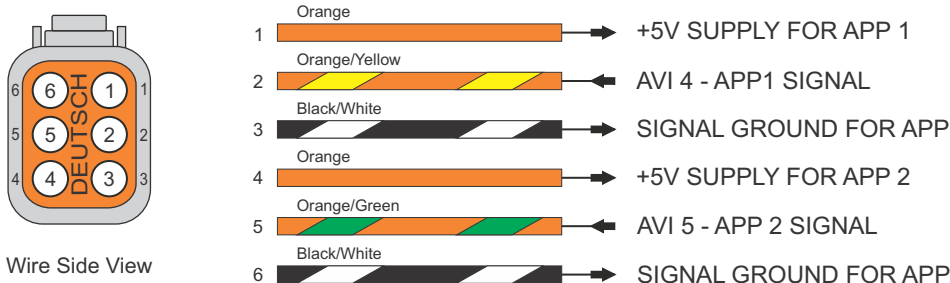 6 6 1 1
5 5 2 2
4 4 3 3
DEUTSCH
Wire Side View
Orange
1 +5V SUPPLY FOR APP 1
Orange/Yellow
2 AVI 4 - APP1 SIGNAL
Black/White
3 SIGNAL GROUND FOR APP
Orange
4 +5V SUPPLY FOR APP 2
Orange/Green
5 AVI 5 - APP 2 SIGNAL
Black/White
6 SIGNAL GROUND FOR APP